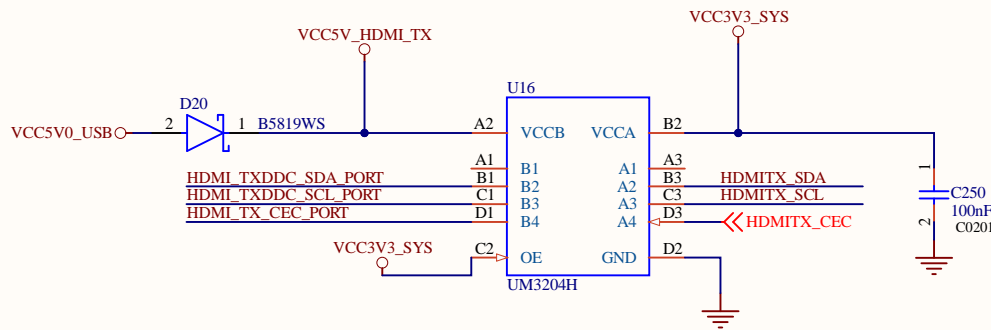 VCC3V3_SYS
VCC5V_HDMI_TX
U16
D20
VCC5V0_USB 2 1 B5819WS A2 VCCB VCCA B2
A1 B1 A1 A3
HDMI_TXDDC_SDA_PORT B1 B2 A2 B3 HDMITX_SDA
HDMI_TXDDC_SCL_PORT C1 B3 A3 C3 HDMITX_SCL
HDMI_TX_CEC_PORT D1 B4 A4 D3 HDMITX_CEC
1
C250
100nF
C0201
2
VCC3V3_SYS C2 OE GND D2
UM3204H